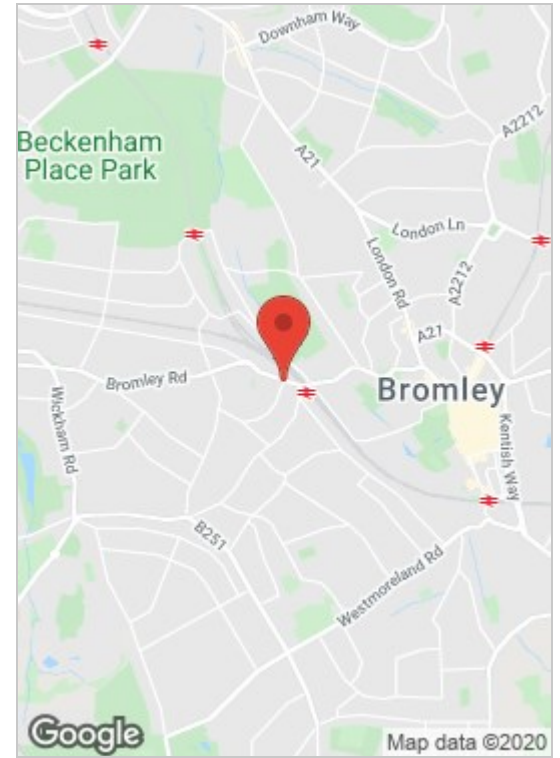 Downham Way
A2212
Beckenham
Place Park
A21
London Ln
London Rd
A2212
A21
Bromley Rd
Bromley
Wickham Rd
Kentish Way
B251
Westmoreland Rd
Google
Map data ©2020